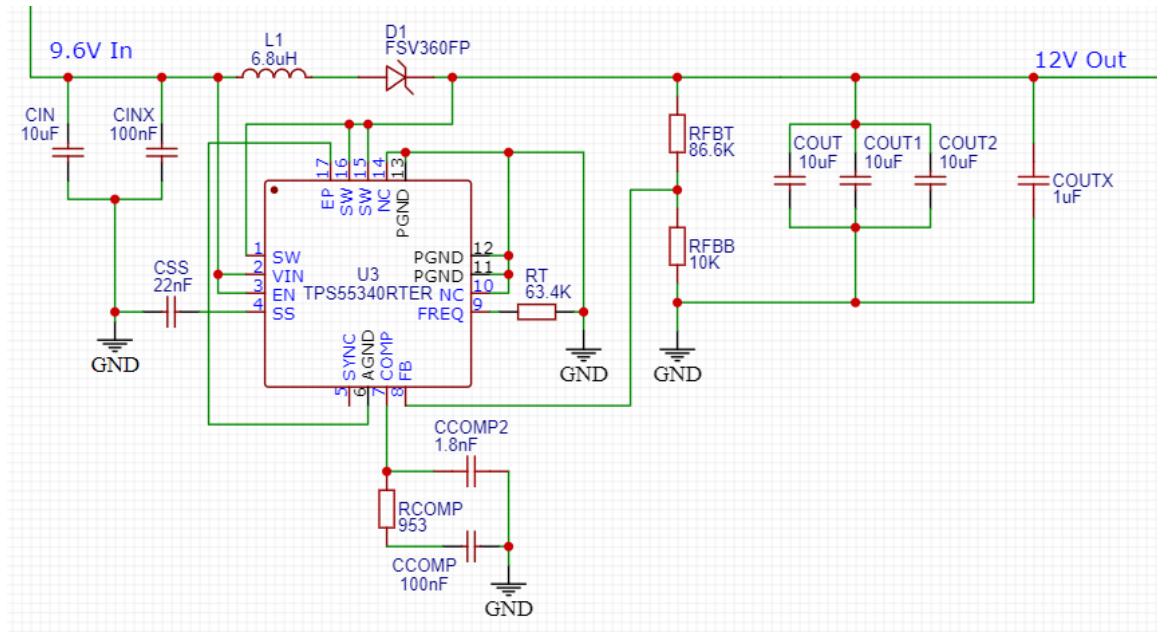 9.6V In
L1
6.8uH
D1
FSV360FP
12V Out
CIN
10uF
CINX
100nF
RFBT
86.6K
COUT
10uF
COUT1
10uF
COUT2
10uF
COUTX
1uF
17
16
15
14
13
EP
SW
SW
NC
PGND
1
SW
2
VIN
3
EN
4
SS
CSS
22nF
U3
TPS55340RTER
PGND
12
PGND
11
NC
10
FREQ
9
RT
63.4K
RFBB
10K
GND
GND
GND
SYNC
AGND
COMP
FB
5
6
7
8
CCOMP2
1.8nF
RCOMP
953
CCOMP
100nF
GND